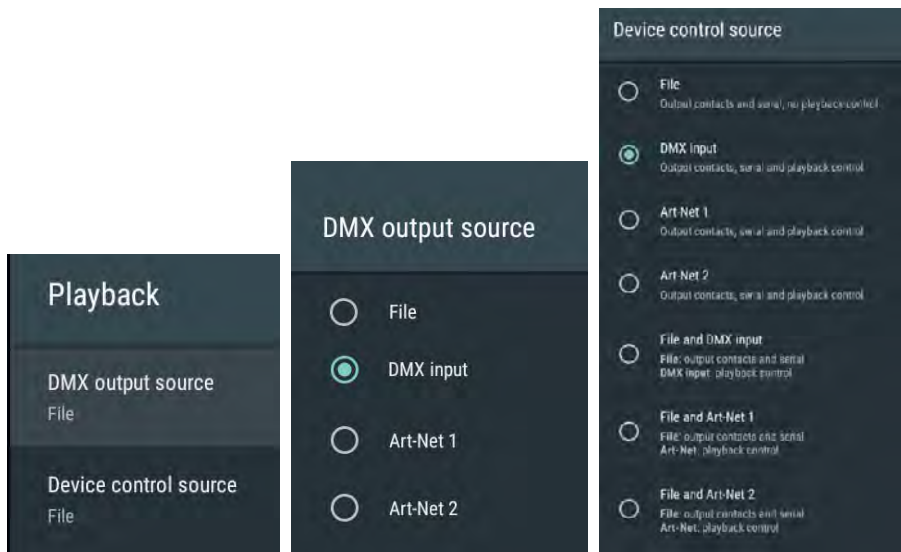 Playback
DMX output source
File
Device control source
File
DMX output source
File
DMX input
Art-Net 1
Art-Net 2
Device control source
File
Output contacts and serial, no playback control
DMX input
Output contacts, serial and playback control
Art-Net 1
Output contacts, serial and playback control
Art-Net 2
Output contacts, serial and playback control
File and DMX input
File: output contacts and serial
DMX input: playback control
File and Art-Net 1
File: output contacts and serial
Art-Net: playback control
File and Art-Net 2
File: output contacts and serial
Art-Net: playback control